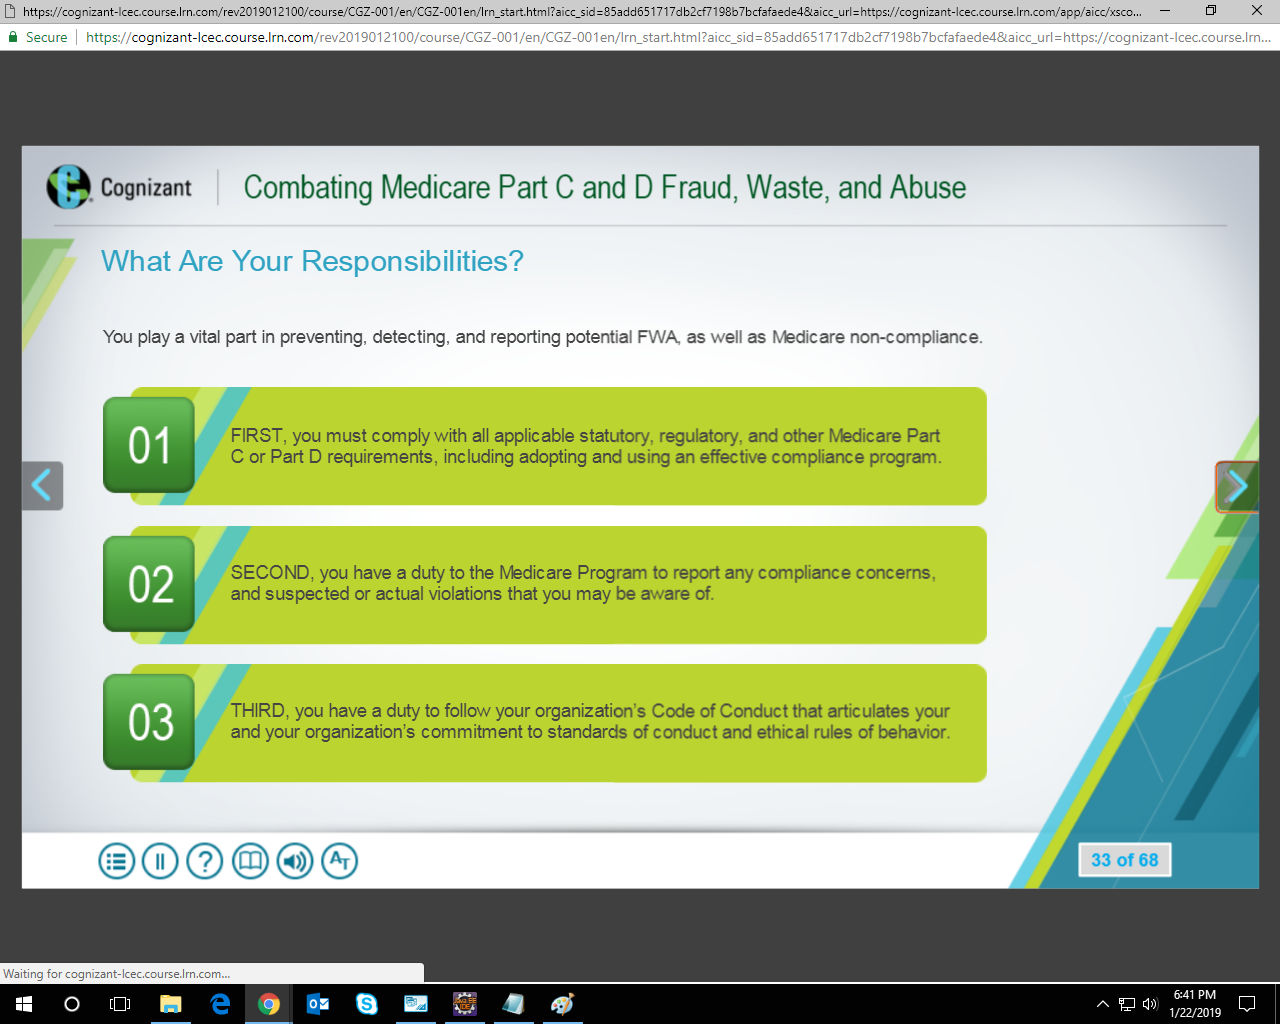 https://cognizant-lcec.course.lrn.com/rev2019012100/course/CGZ-001/en/CGZ-001en/lrn_start.html?aicc_sid=85add651717db2cf7198b7bcfafaede4&aicc_url=https://cognizant-lcec.course.lrn.com/app/aicc/xsco...
Secure https://cognizant-lcec.course.lrn.com/rev2019012100/course/CGZ-001/en/CGZ-001en/lrn_start.html?aicc_sid=85add651717db2cf7198b7bcfafaede4&aicc_url=https://cognizant-lcec.course.lrn...
Cognizant Combating Medicare Part C and D Fraud, Waste, and Abuse
What Are Your Responsibilities?
You play a vital part in preventing, detecting, and reporting potential FWA, as well as Medicare non-compliance.
01
FIRST, you must comply with all applicable statutory, regulatory, and other Medicare Part
C or Part D requirements, including adopting and using an effective compliance program.
02
SECOND, you have a duty to the Medicare Program to report any compliance concerns,
and suspected or actual violations that you may be aware of.
03
THIRD, you have a duty to follow your organization's Code of Conduct that articulates your
and your organization's commitment to standards of conduct and ethical rules of behavior.
33 of 68
Waiting for cognizant-lcec.course.lrn.com...
6:41 PM
1/22/2019